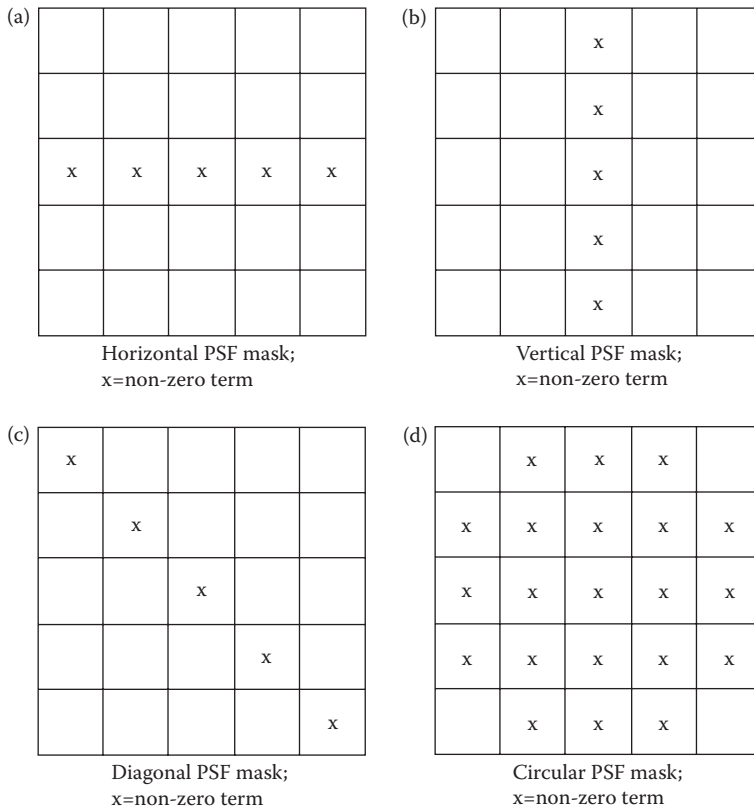 (a)
x x x x x
Horizontal PSF mask;
x=non-zero term
(b)
x
x
x
x
x
Vertical PSF mask;
x=non-zero term
(c)
x
x
x
x
x
Diagonal PSF mask;
x=non-zero term
(d)
x x x
x x x x x
x x x x x
x x x x x
x x x
Circular PSF mask;
x=non-zero term